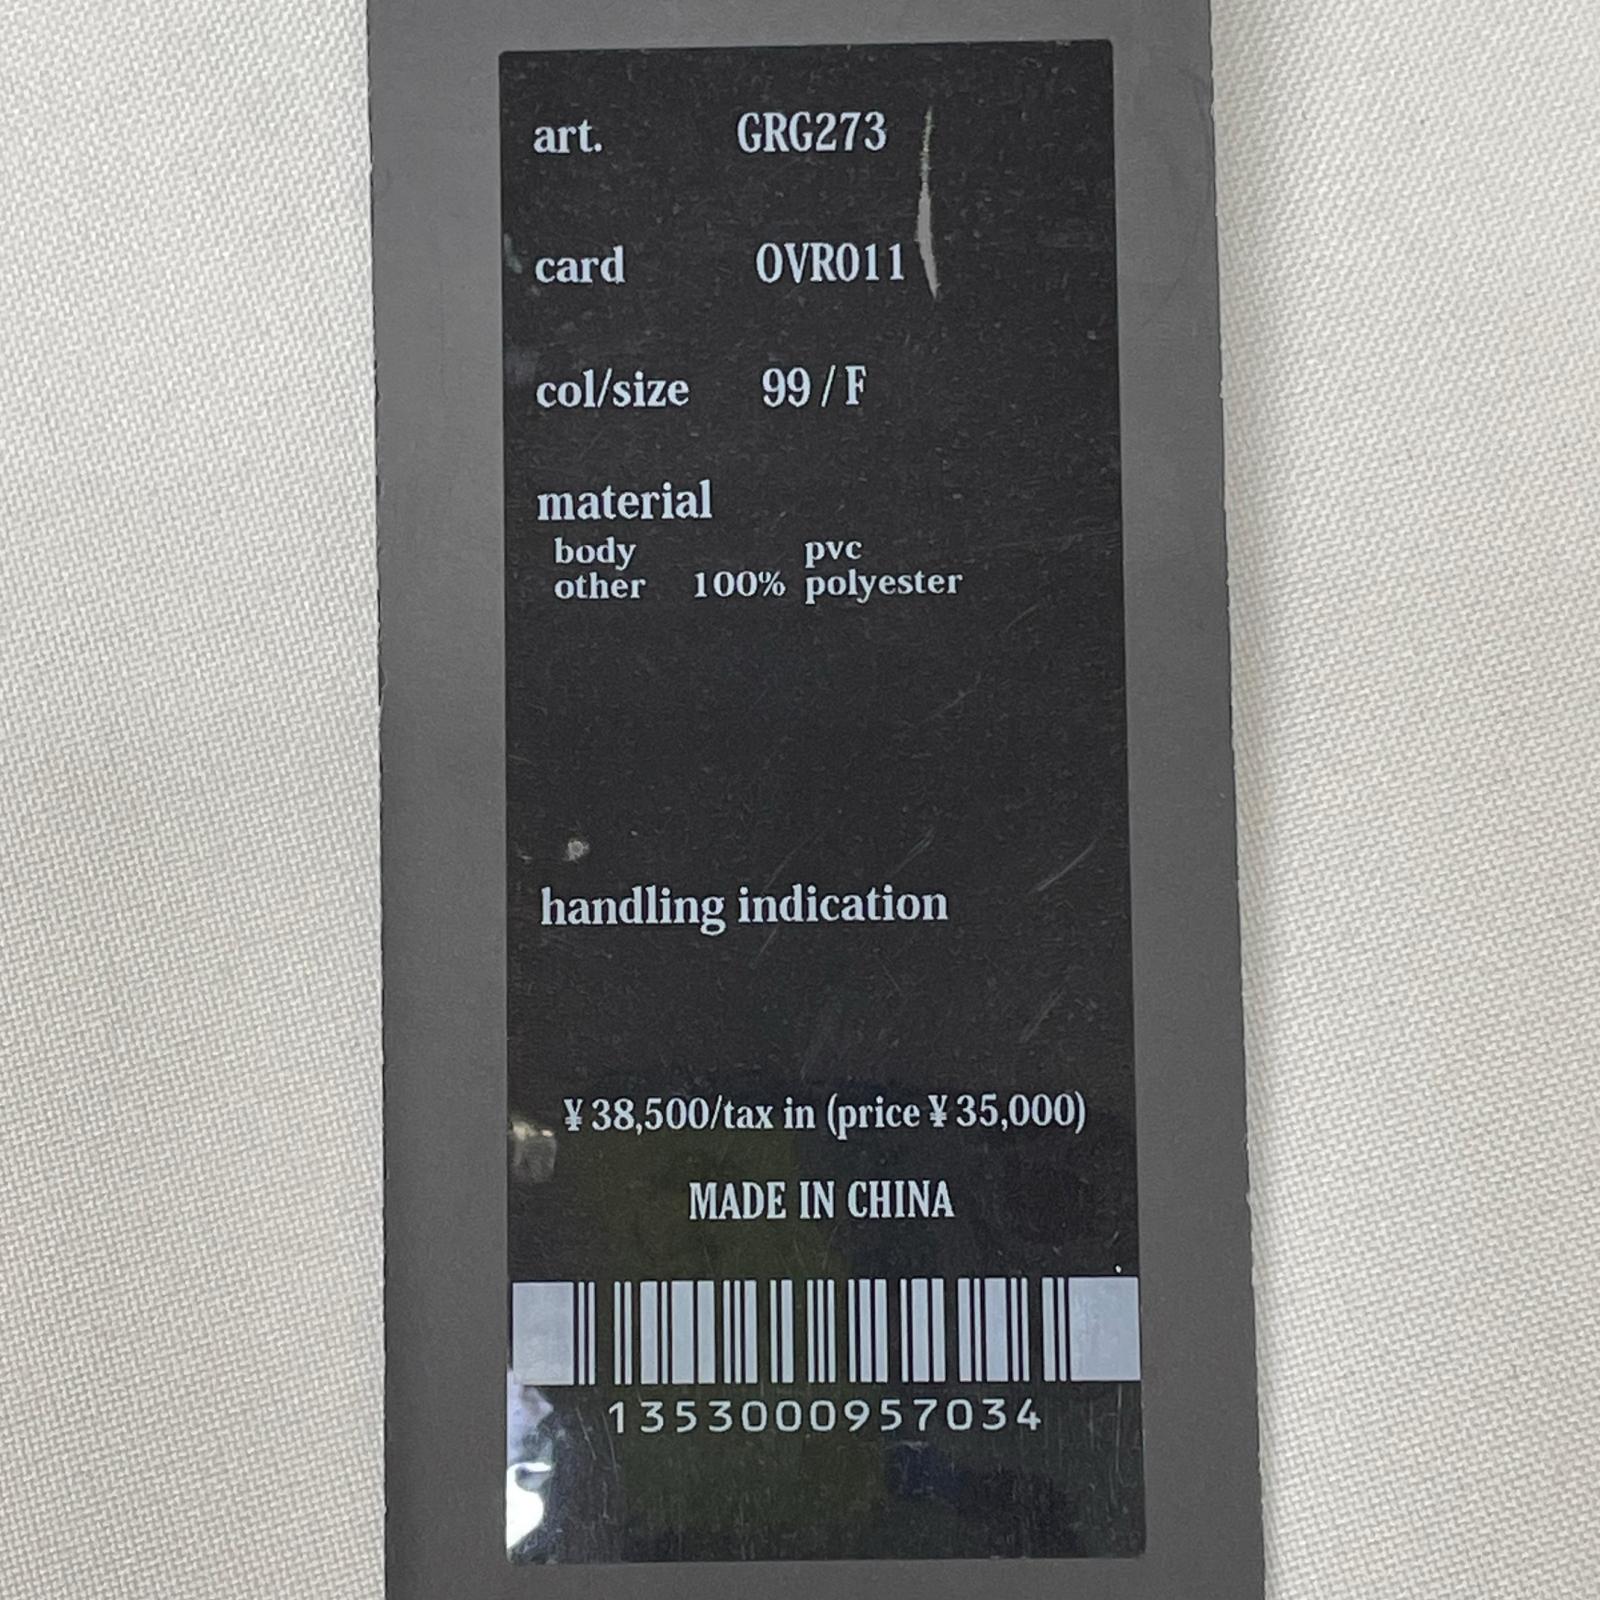 art. GRG273
card OVR011
col/size 99 / F
material
body pvc
other 100% polyester
handling indication
¥38,500/tax in (price ¥35,000)
MADE IN CHINA
1353000957034